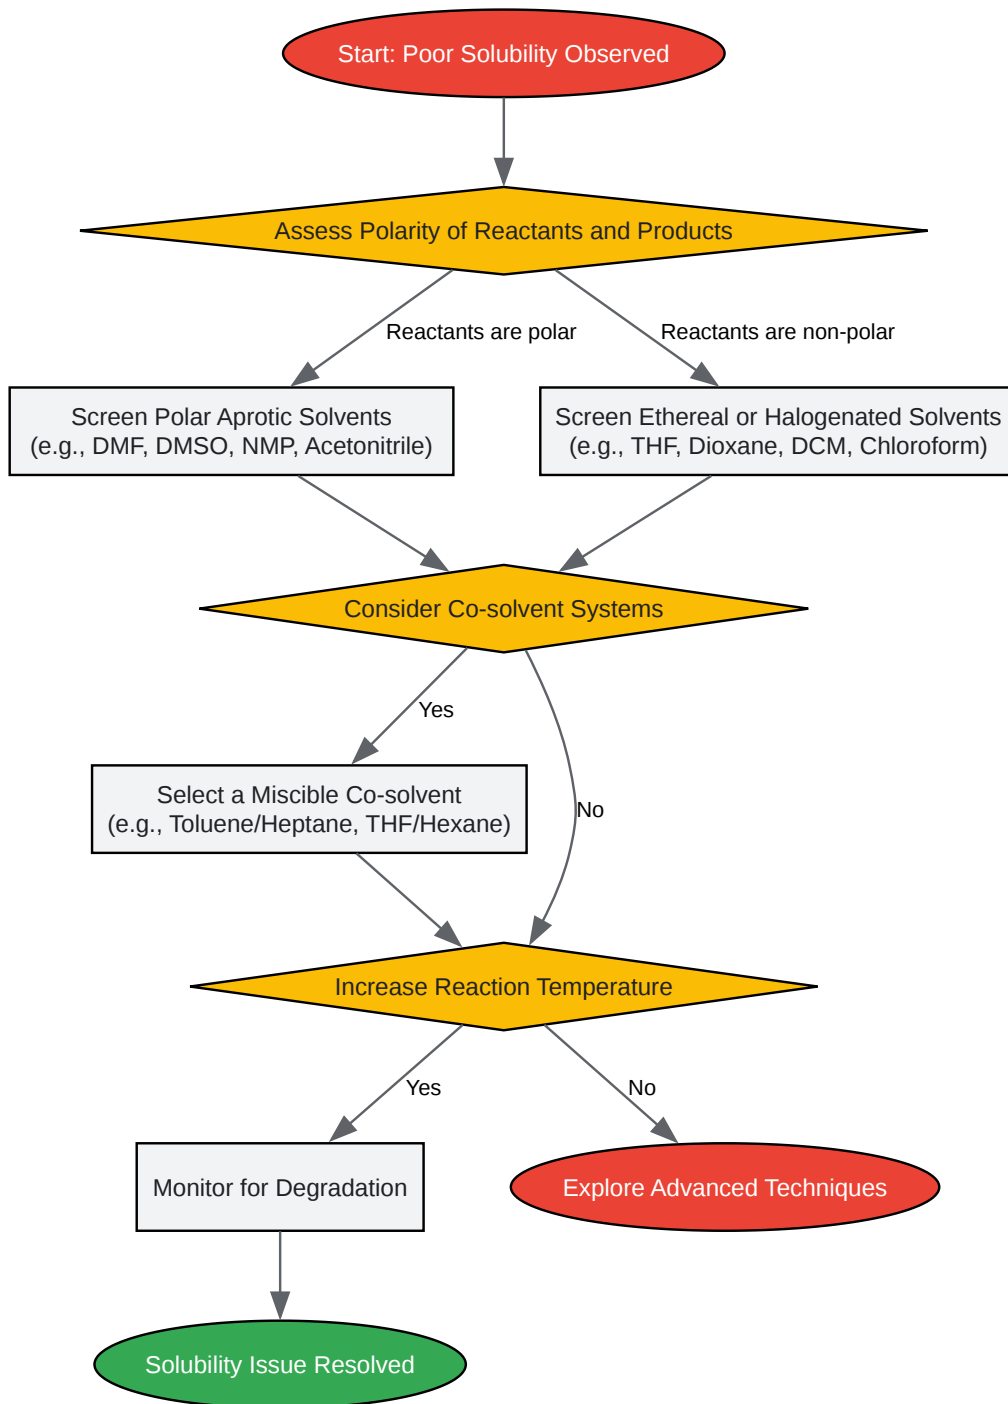 Start: Poor Solubility Observed
Assess Polarity of Reactants and Products
Reactants are polar
Reactants are non-polar
Screen Polar Aprotic Solvents
(e.g., DMF, DMSO, NMP, Acetonitrile)
Screen Ethereal or Halogenated Solvents
(e.g., THF, Dioxane, DCM, Chloroform)
Consider Co-solvent Systems
Yes
Select a Miscible Co-solvent
(e.g., Toluene/Heptane, THF/Hexane)
No
Increase Reaction Temperature
Yes
No
Monitor for Degradation
Explore Advanced Techniques
Solubility Issue Resolved